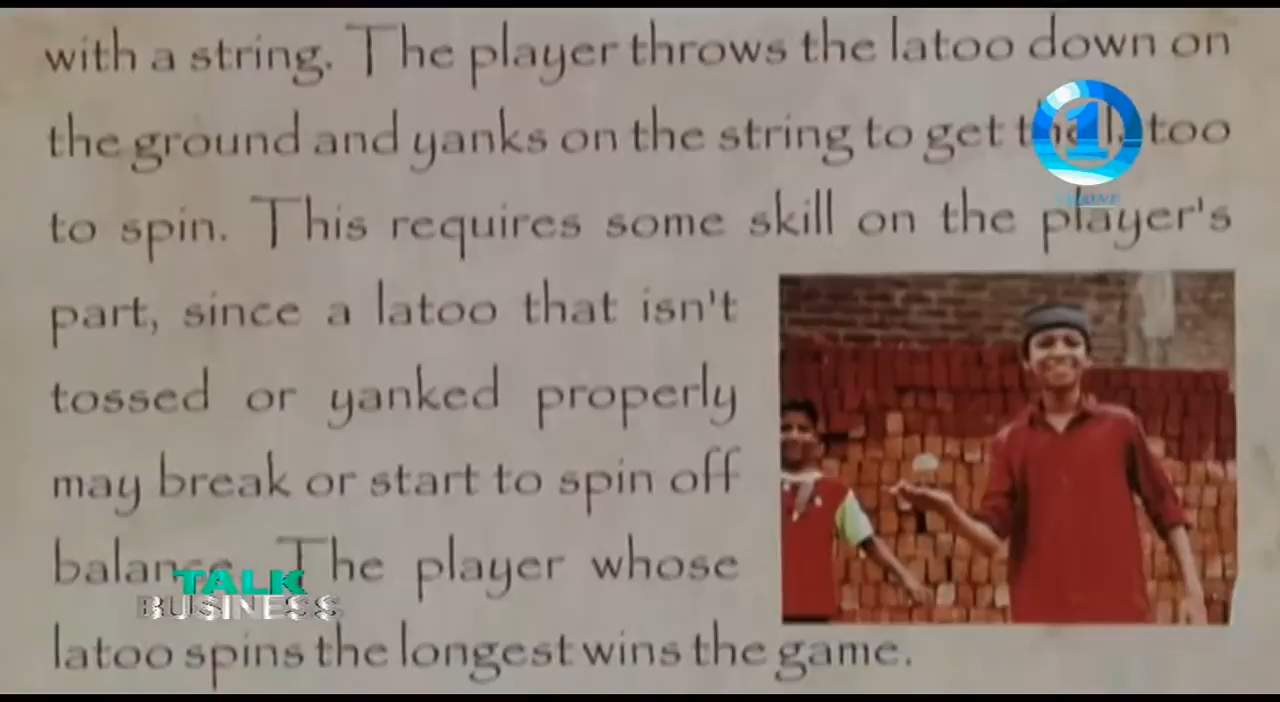 with a string. The player throws the latoo down on
the ground and yanks on the string to get the latoo
to spin. This requires some skill on the player's
part, since a latoo that isn't
tossed or yanked properly
may break or start to spin off
balance. The player whose
latoo spins the longest wins the game.
1
TALK
BUSINESS